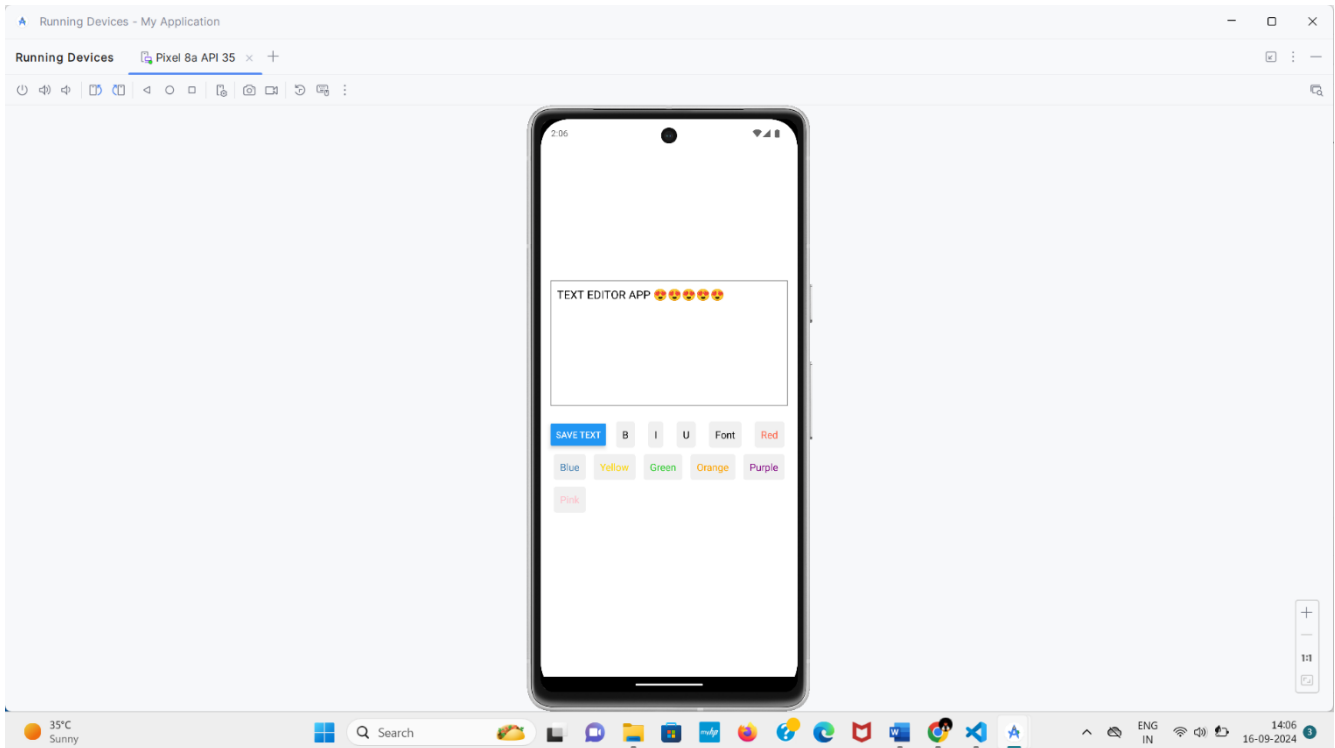 Running Devices - My Application
Running Devices Pixel 8a API 35
2:06
TEXT EDITOR APP 😍😍😍😍😍
SAVE TEXT B I U Font Red
Blue Yellow Green Orange Purple
Pink
1:1
35°C
Sunny
Search
myhp
W
ENG
IN
14:06
16-09-2024
3